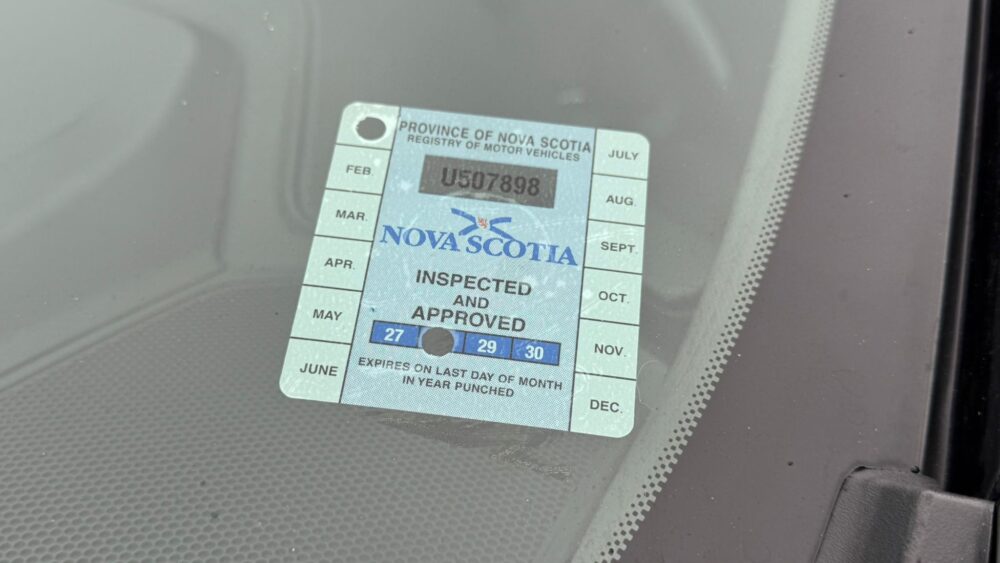 PROVINCE OF NOVA SCOTIA
REGISTRY OF MOTOR VEHICLES
U507898
NOVA SCOTIA
INSPECTED
AND
APPROVED
27 29 30
EXPIRES ON LAST DAY OF MONTH
IN YEAR PUNCHED
FEB.
MAR.
APR.
MAY
JUNE
JULY
AUG.
SEPT.
OCT.
NOV.
DEC.